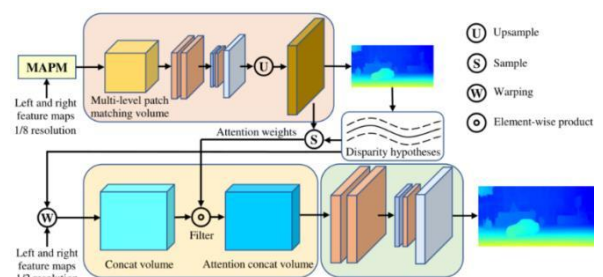 U Upsample
S Sample
W Warping
Element-wise product
MAPM
U
Left and right
feature maps
1/8 resolution
Multi-level patch
matching volume
Attention weights
S
Disparity hypotheses
W
Filter
Left and right
feature maps
Concat volume
Attention concat volume